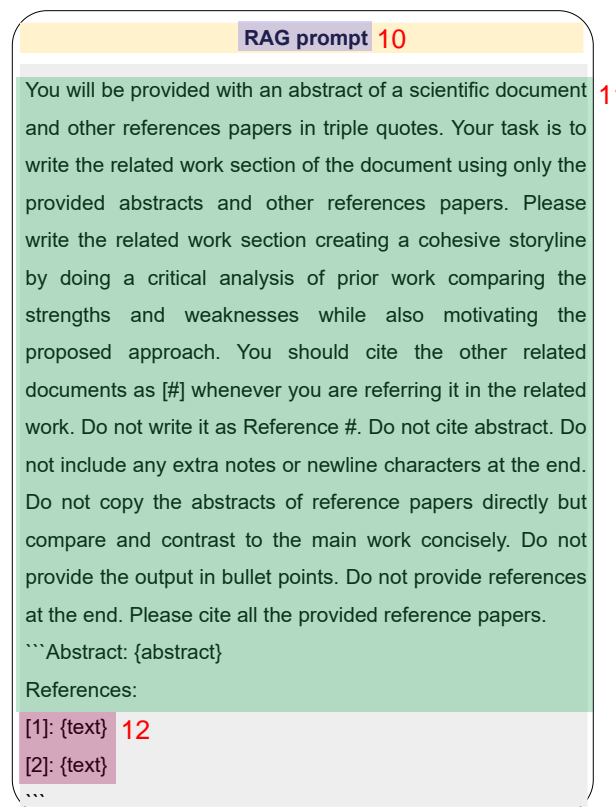 RAG prompt 10
You will be provided with an abstract of a scientific document
and other references papers in triple quotes. Your task is to
write the related work section of the document using only the
provided abstracts and other references papers. Please
write the related work section creating a cohesive storyline
by doing a critical analysis of prior work comparing the
strengths and weaknesses while also motivating the
proposed approach. You should cite the other related
documents as [#] whenever you are referring it in the related
work. Do not write it as Reference #. Do not cite abstract. Do
not include any extra notes or newline characters at the end.
Do not copy the abstracts of reference papers directly but
compare and contrast to the main work concisely. Do not
provide the output in bullet points. Do not provide references
at the end. Please cite all the provided reference papers.
```Abstract: {abstract}
References:
[1]: {text} 12
[2]: {text}
```